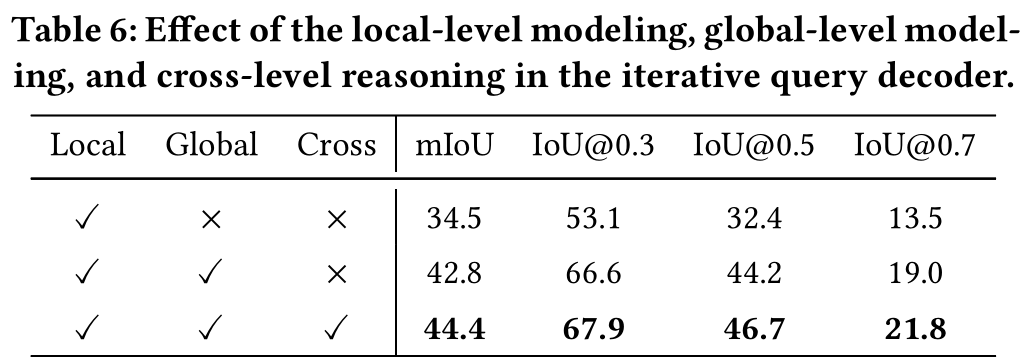 Table 6: Effect of the local-level modeling, global-level model-
ing, and cross-level reasoning in the iterative query decoder.
Local Global Cross mIoU IoU@0.3 IoU@0.5 IoU@0.7
✓ × × 34.5 53.1 32.4 13.5
✓ ✓ × 42.8 66.6 44.2 19.0
✓ ✓ ✓ 44.4 67.9 46.7 21.8